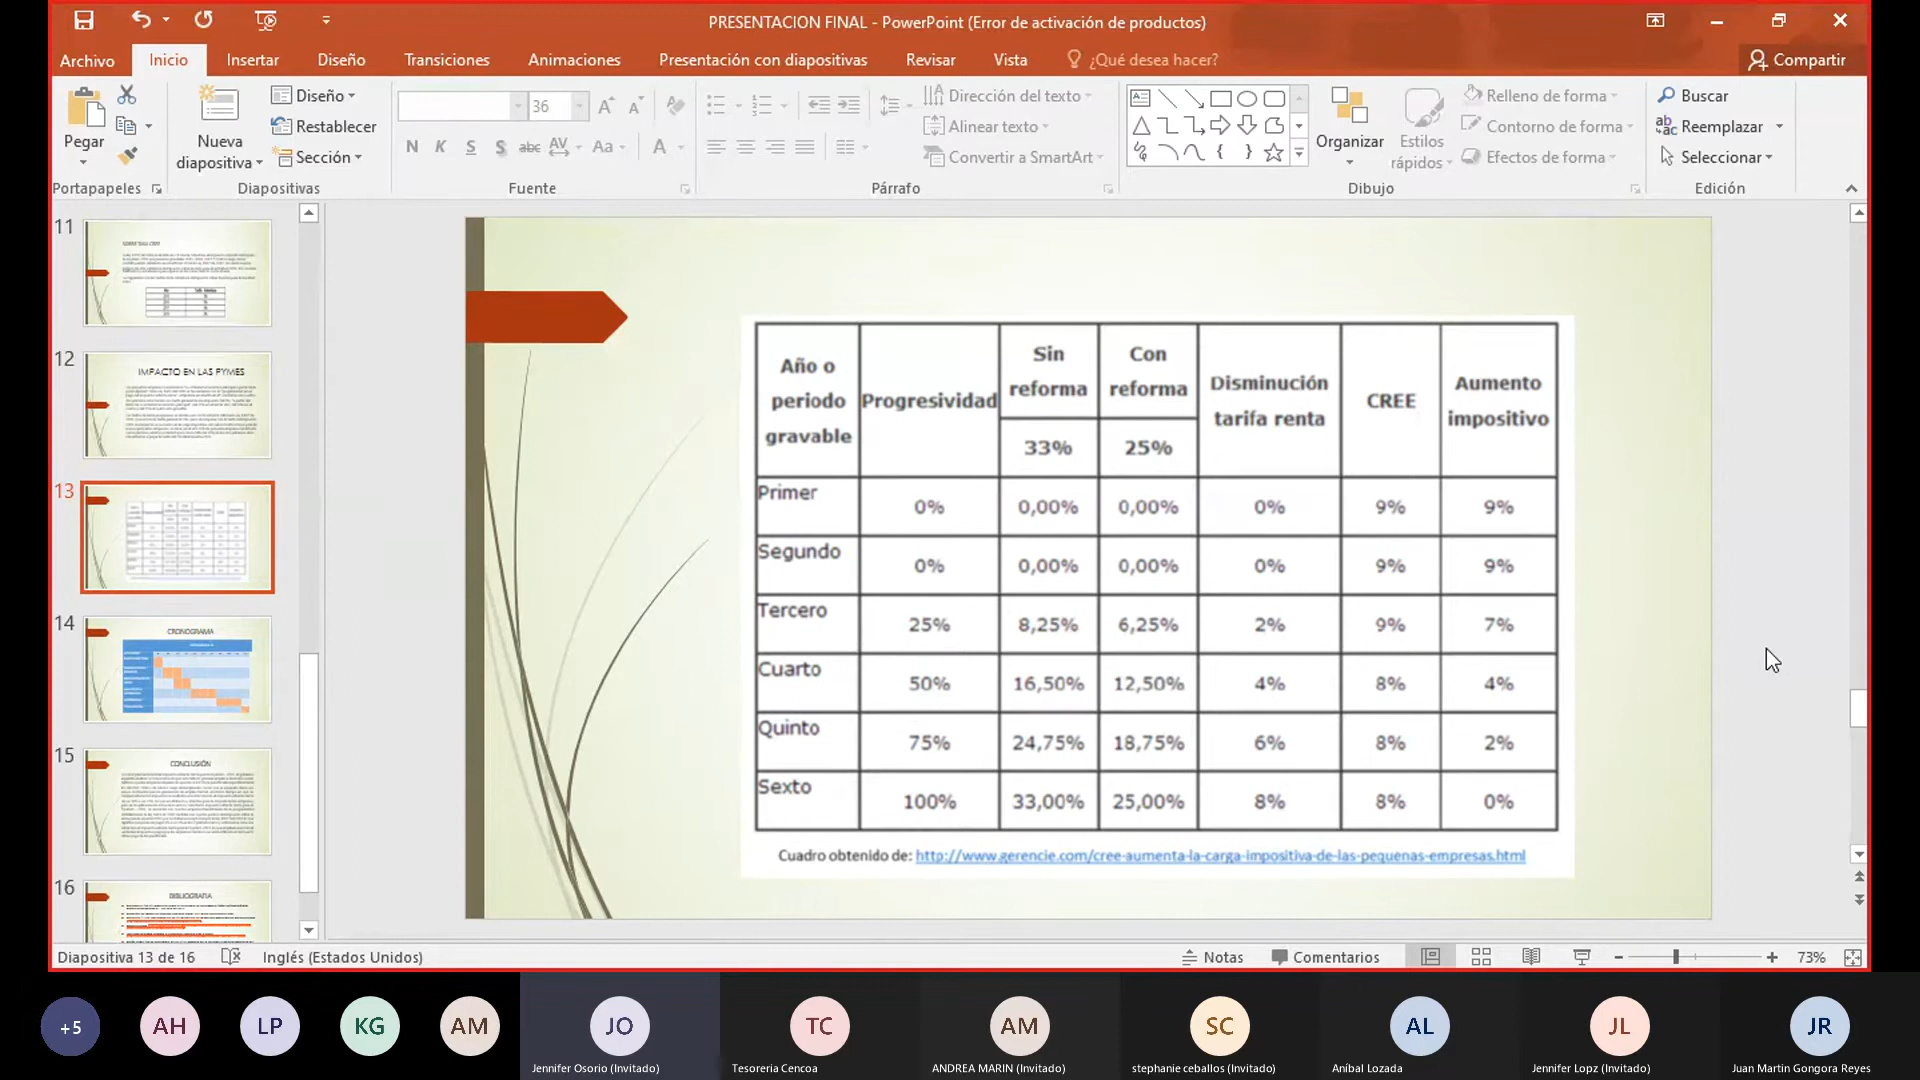 PRESENTACION FINAL - PowerPoint (Error de activación de productos)
Archivo Inicio Insertar Diseño Transiciones Animaciones Presentación con diapositivas Revisar Vista ¿Qué desea hacer? Compartir
Pegar
Nueva diapositiva
Diseño
Restablecer
Sección
36
N K S S abc AV Aa A
Dirección del texto
Alinear texto
Convertir a SmartArt
Organizar
Estilos rápidos
Relleno de forma
Contorno de forma
Efectos de forma
Buscar
Reemplazar
Seleccionar
Portapapeles Diapositivas Fuente Párrafo Dibujo Edición
11
12
IMPACTO EN LAS PYMES
13
14
CRONOGRAMA
15
CONCLUSIÓN
16
BIBLIOGRAFIA
Año o periodo gravable Progresividad Sin reforma Con reforma Disminución tarifa renta CREE Aumento impositivo
33% 25%
Primer 0% 0,00% 0,00% 0% 9% 9%
Segundo 0% 0,00% 0,00% 0% 9% 9%
Tercero 25% 8,25% 6,25% 2% 9% 7%
Cuarto 50% 16,50% 12,50% 4% 8% 4%
Quinto 75% 24,75% 18,75% 6% 8% 2%
Sexto 100% 33,00% 25,00% 8% 8% 0%
Cuadro obtenido de: http://www.gerencie.com/cree-aumenta-la-carga-impositiva-de-las-pequenas-empresas.html
Diapositiva 13 de 16 Inglés (Estados Unidos) Notas Comentarios 73%
+5 AH LP KG AM JO TC AM SC AL JL JR
Jennifer Osorio (Invitado) Tesoreria Cencoa ANDREA MARIN (Invitado) stephanie ceballos (Invitado) Aníbal Lozada Jennifer Lopz (Invitado) Juan Martin Gongora Reyes